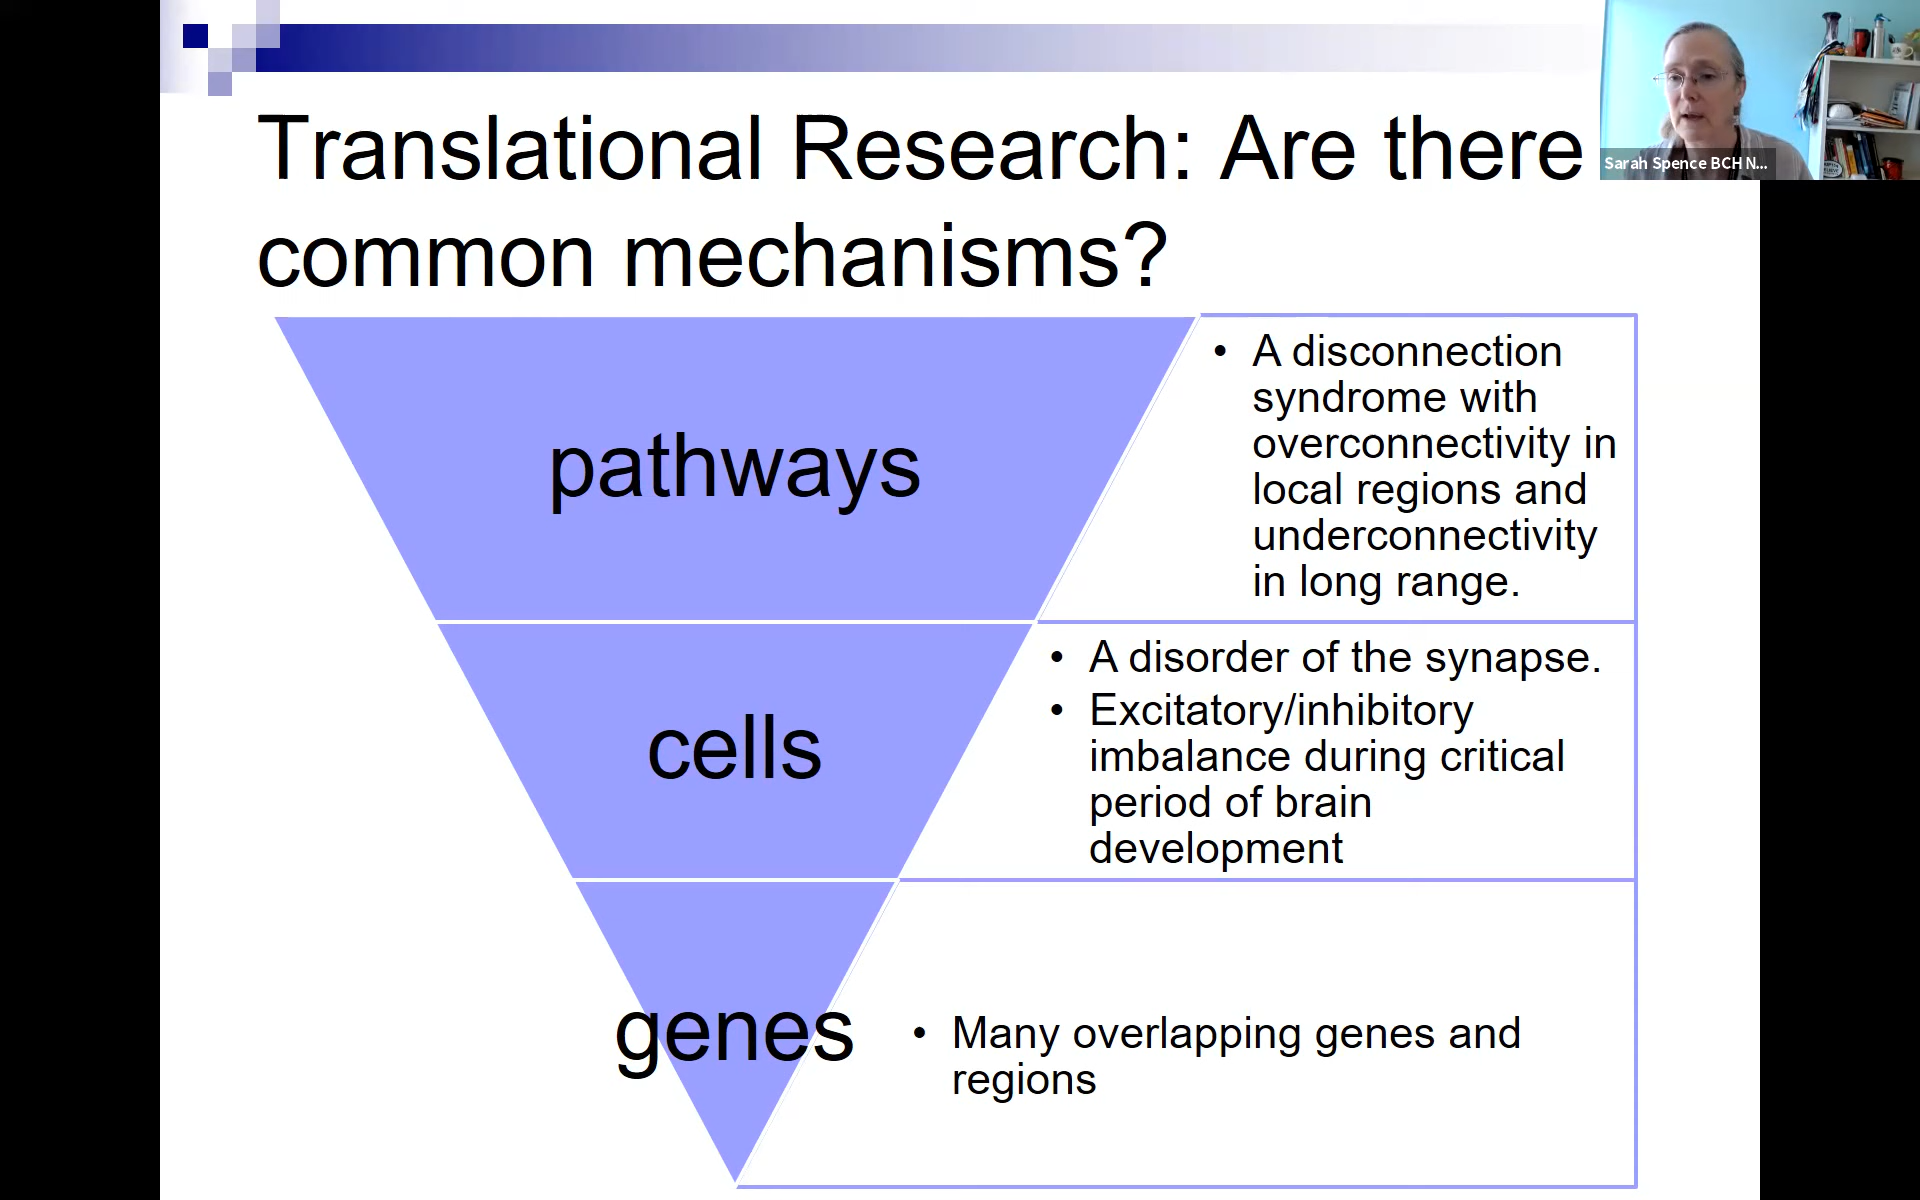 Translational Research: Are there
common mechanisms?
Sarah Spence BCH N...
pathways
• A disconnection
syndrome with
overconnectivity in
local regions and
underconnectivity
in long range.
cells
• A disorder of the synapse.
• Excitatory/inhibitory
imbalance during critical
period of brain
development
genes
• Many overlapping genes and
regions